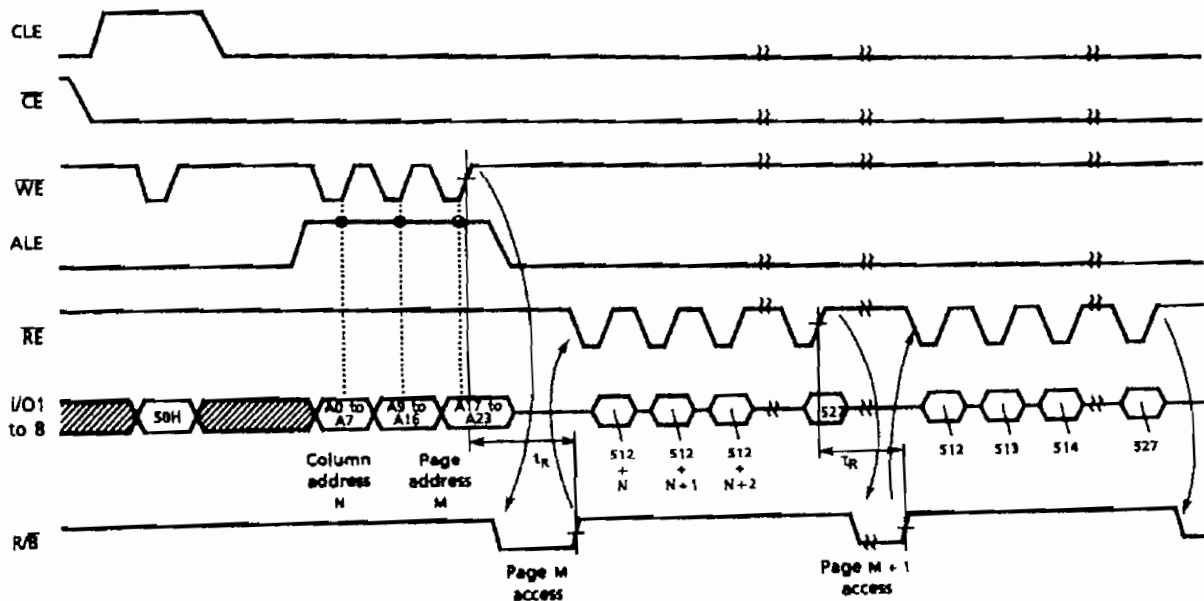 CLE
CE
WE
ALE
RE
I/O1
to 8
50H
A0 to
A7
A9 to
A16
A17 to
A23
527
Column
address
N
Page
address
M
tR
512
+
N
512
+
N+1
512
+
N+2
TR
512
513
514
527
R/B
Page M
access
Page M + 1
access